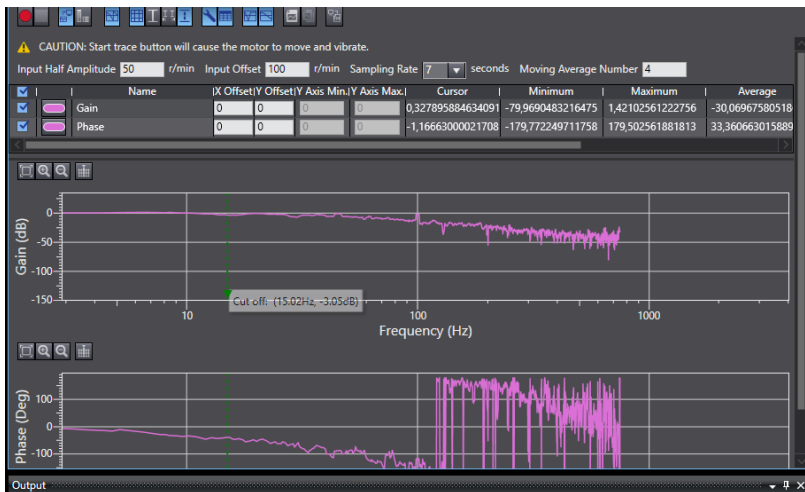 CAUTION: Start trace button will cause the motor to move and vibrate.
Input Half Amplitude 50 r/min Input Offset 100 r/min Sampling Rate 7 seconds Moving Average Number 4
Name X Offset Y Offset Y Axis Min. Y Axis Max. Cursor Minimum Maximum Average
Gain 0 0 0 0 0,327895884634091 -79,9690483216475 1,42102561222756 -30,06967580518
Phase 0 0 0 0 -1,16663000021708 -179,772249711758 179,502561881813 33,360663015889
Gain (dB)
0
-50
-100
-150
Cut off: (15.02Hz, -3.05dB)
10 100 1000
Frequency (Hz)
Phase (Deg)
100
0
-100
Output